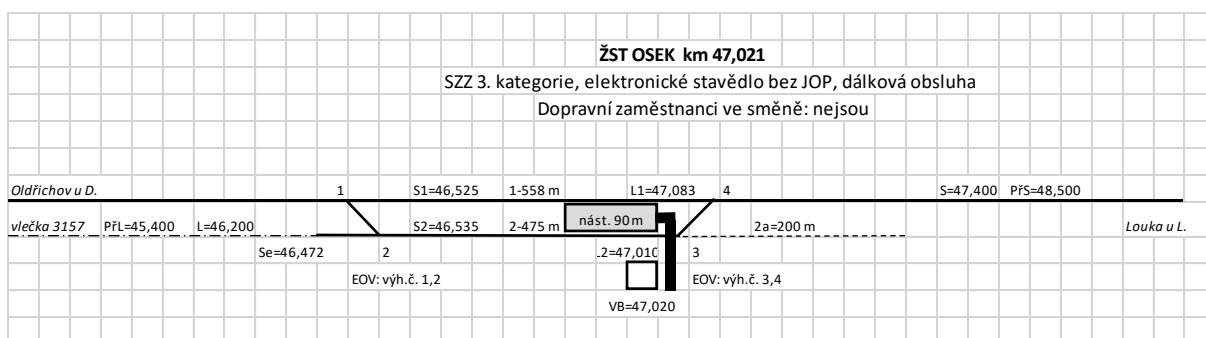 ŽST OSEK km 47,021
SZZ 3. kategorie, elektronické stavědlo bez JOP, dálková obsluha
Dopravní zaměstnanci ve směně: nejsou
Oldřichov u D. 1 S1=46,525 1-558 m L1=47,083 4 S=47,400 PřS=48,500
vlečka 3157 PřL=45,400 L=46,200 S2=46,535 2-475 m nást. 90 m 2a=200 m Louka u L.
Se=46,472 2 L2=47,010 3
EOV: výh.č. 1,2 EOV: výh.č. 3,4
VB=47,020